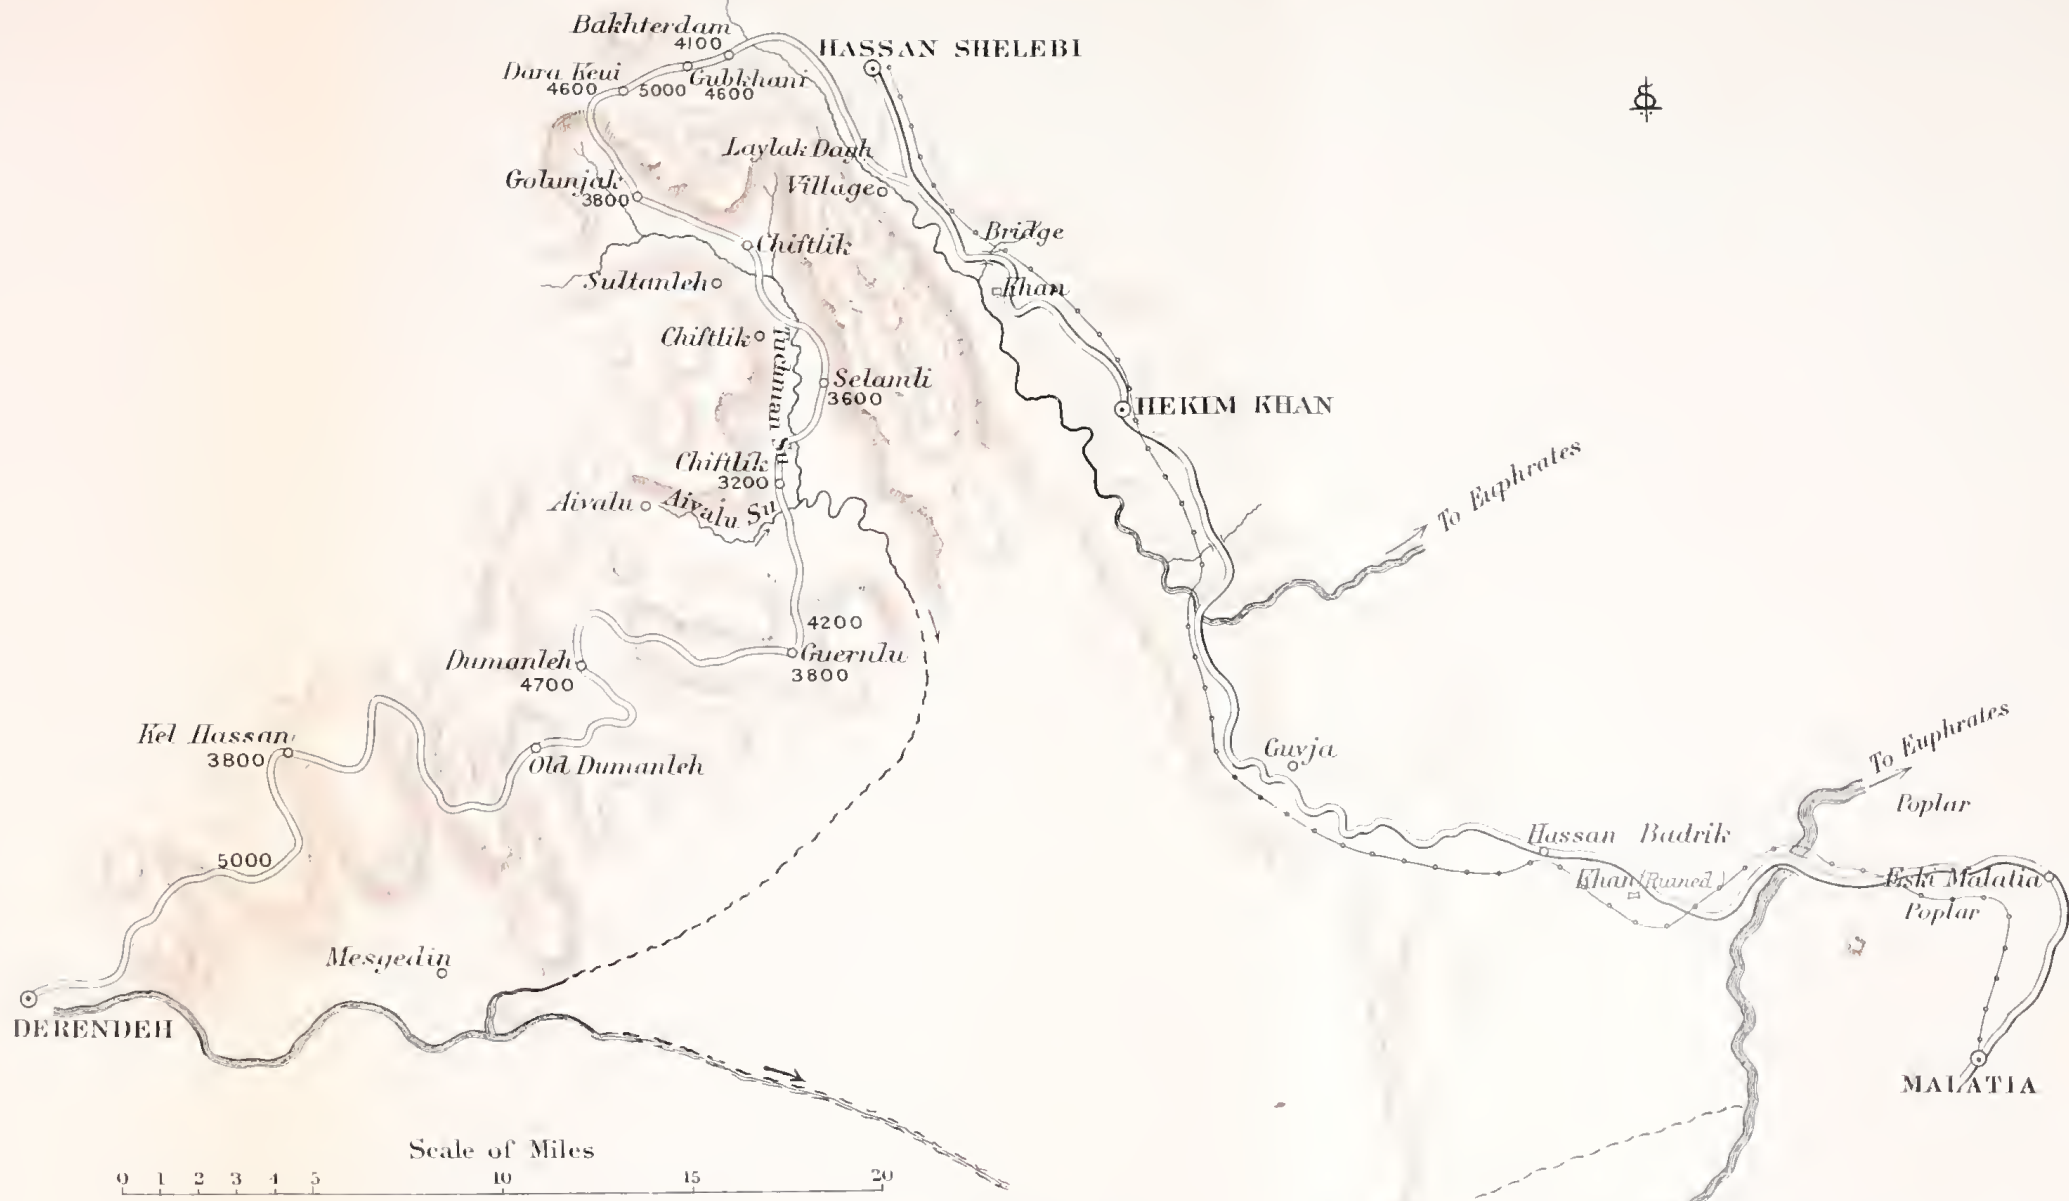 Bakhterdam
4100
HASSAN SHELEBI
Dara Keui
4600
5000
Gubkhani
4600
Laylak Dagh
Village
Golunjak
3800
Bridge
Chiftlik
Sultanleh
Khan
Chiftlik
Selamli
3600
HEKIM KHAN
Chiftlik
3200
Su
Aivalu
Aivalu Su
To Euphrates
4200
Guernlu
3800
Dumanleh
4700
Kel Hassan
3800
Old Dumanleh
Guvja
To Euphrates
Poplar
Hassan Badrik
Khan (Ruined)
Eski Malatia
Poplar
5000
Mesgedin
DERENDEH
MALATIA
Scale of Miles
0 1 2 3 4 5 10 15 20